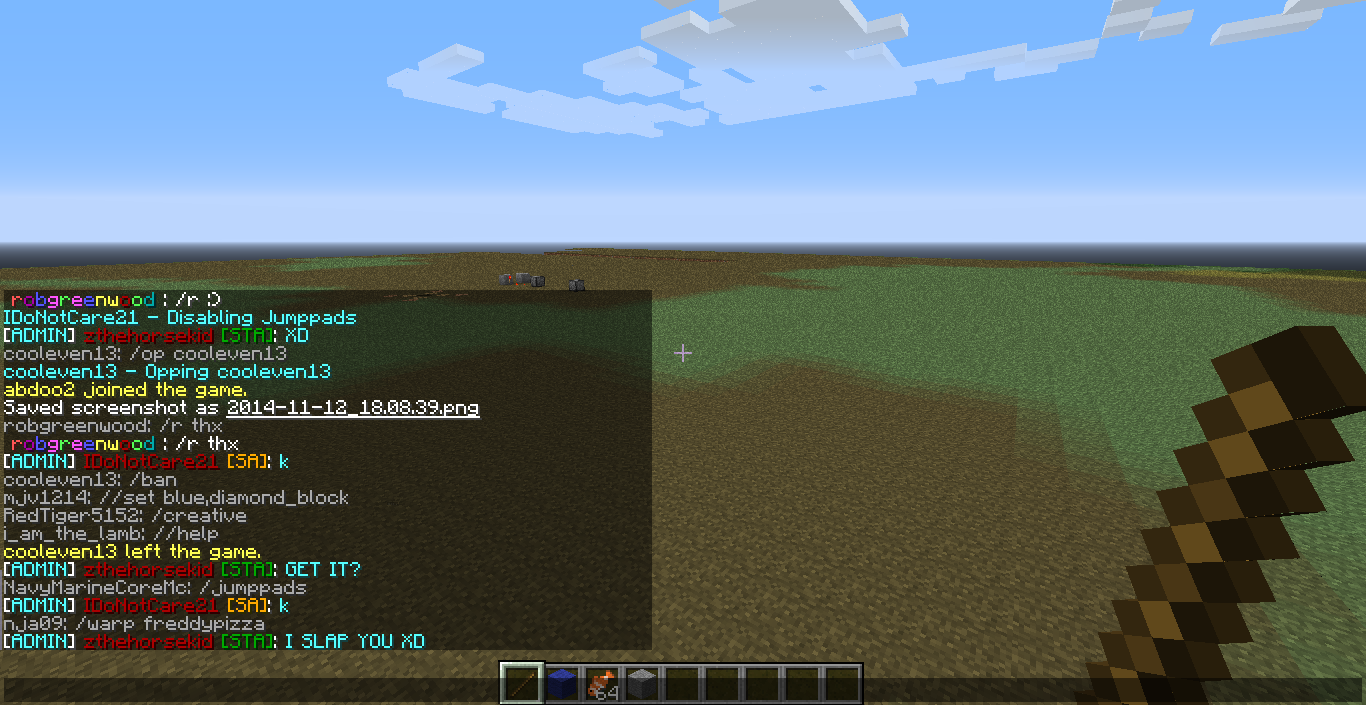 robgreenwood : /r :)
IDoNotCare21 - Disabling Jumppads
[ADMIN] zthehorsekid [STA]: XD
cooleven13: /op cooleven13
cooleven13 - Opping cooleven13
abdoo2 joined the game.
Saved screenshot as 2014-11-12_18.08.39.png
robgreenwood: /r thx
robgreenwood : /r thx
[ADMIN] IDoNotCare21 [SA]: k
cooleven13: /ban
mjv1214: //set blue,diamond_block
RedTiger5152: /creative
i_am_the_lamb: //help
cooleven13 left the game.
[ADMIN] zthehorsekid [STA]: GET IT?
NavyMarineCoreMc: /jumppads
[ADMIN] IDoNotCare21 [SA]: k
nja09: /warp freddypizza
[ADMIN] zthehorsekid [STA]: I SLAP YOU XD
64